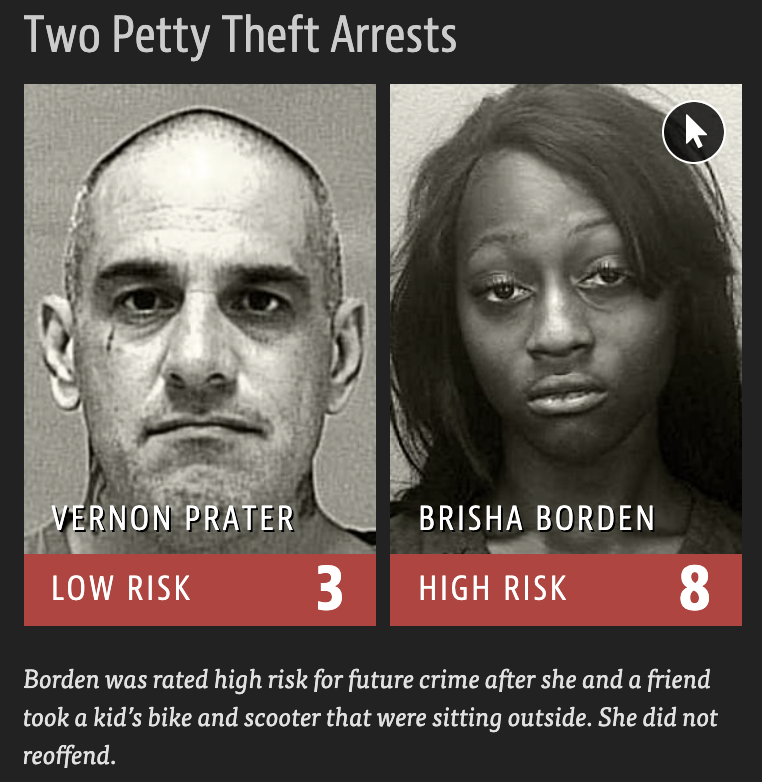 Two Petty Theft Arrests
VERNON PRATER
LOW RISK 3
BRISHA BORDEN
HIGH RISK 8
Borden was rated high risk for future crime after she and a friend
took a kid’s bike and scooter that were sitting outside. She did not
reoffend.